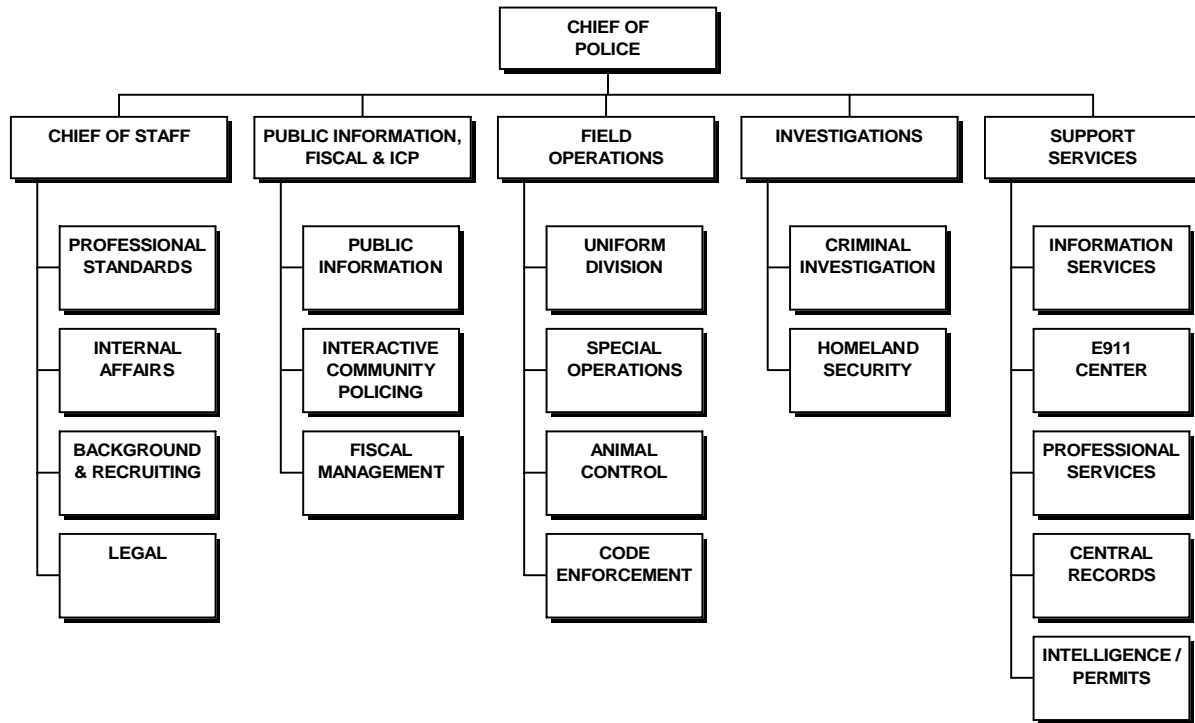 CHIEF OF
POLICE
CHIEF OF STAFF
PUBLIC INFORMATION,
FISCAL & ICP
FIELD
OPERATIONS
INVESTIGATIONS
SUPPORT
SERVICES
PROFESSIONAL
STANDARDS
INTERNAL
AFFAIRS
BACKGROUND
& RECRUITING
LEGAL
PUBLIC
INFORMATION
INTERACTIVE
COMMUNITY
POLICING
FISCAL
MANAGEMENT
UNIFORM
DIVISION
SPECIAL
OPERATIONS
ANIMAL
CONTROL
CODE
ENFORCEMENT
CRIMINAL
INVESTIGATION
HOMELAND
SECURITY
INFORMATION
SERVICES
E911
CENTER
PROFESSIONAL
SERVICES
CENTRAL
RECORDS
INTELLIGENCE /
PERMITS